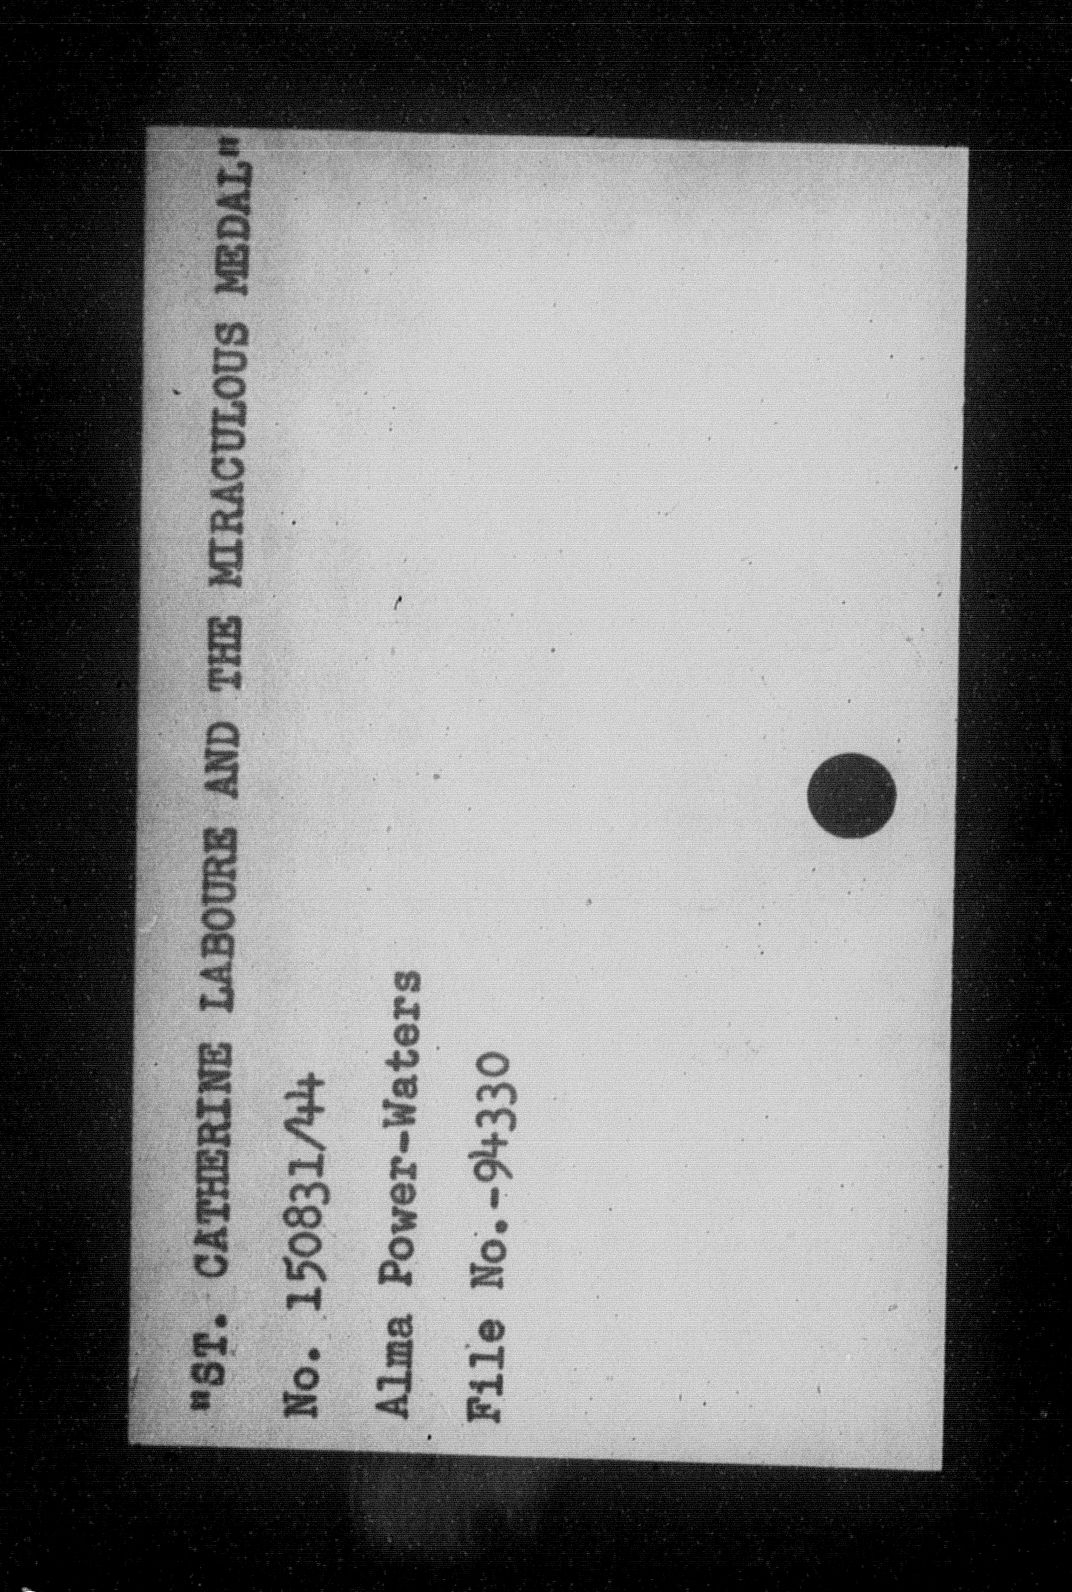 "ST. CATHERINE LABOURE AND THE MIRACULOUS MEDAL"
No. 150831/44
Alma Power-Waters
File No.-94330